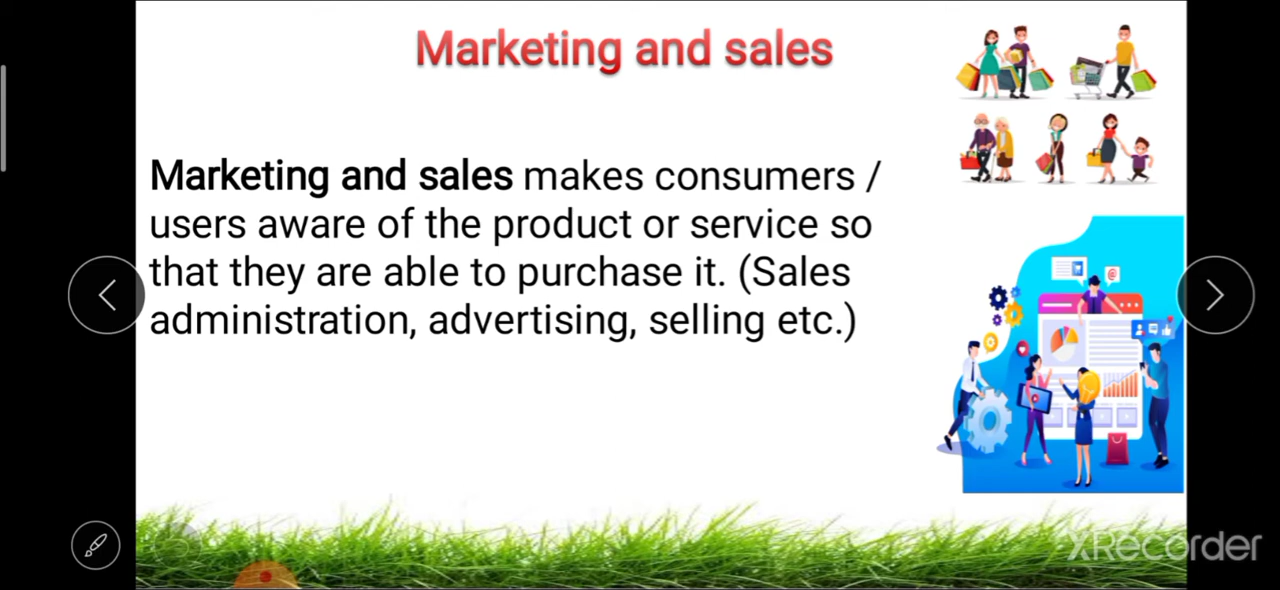 Marketing and sales
Marketing and sales makes consumers /
users aware of the product or service so
that they are able to purchase it. (Sales
administration, advertising, selling etc.)
XRecorder